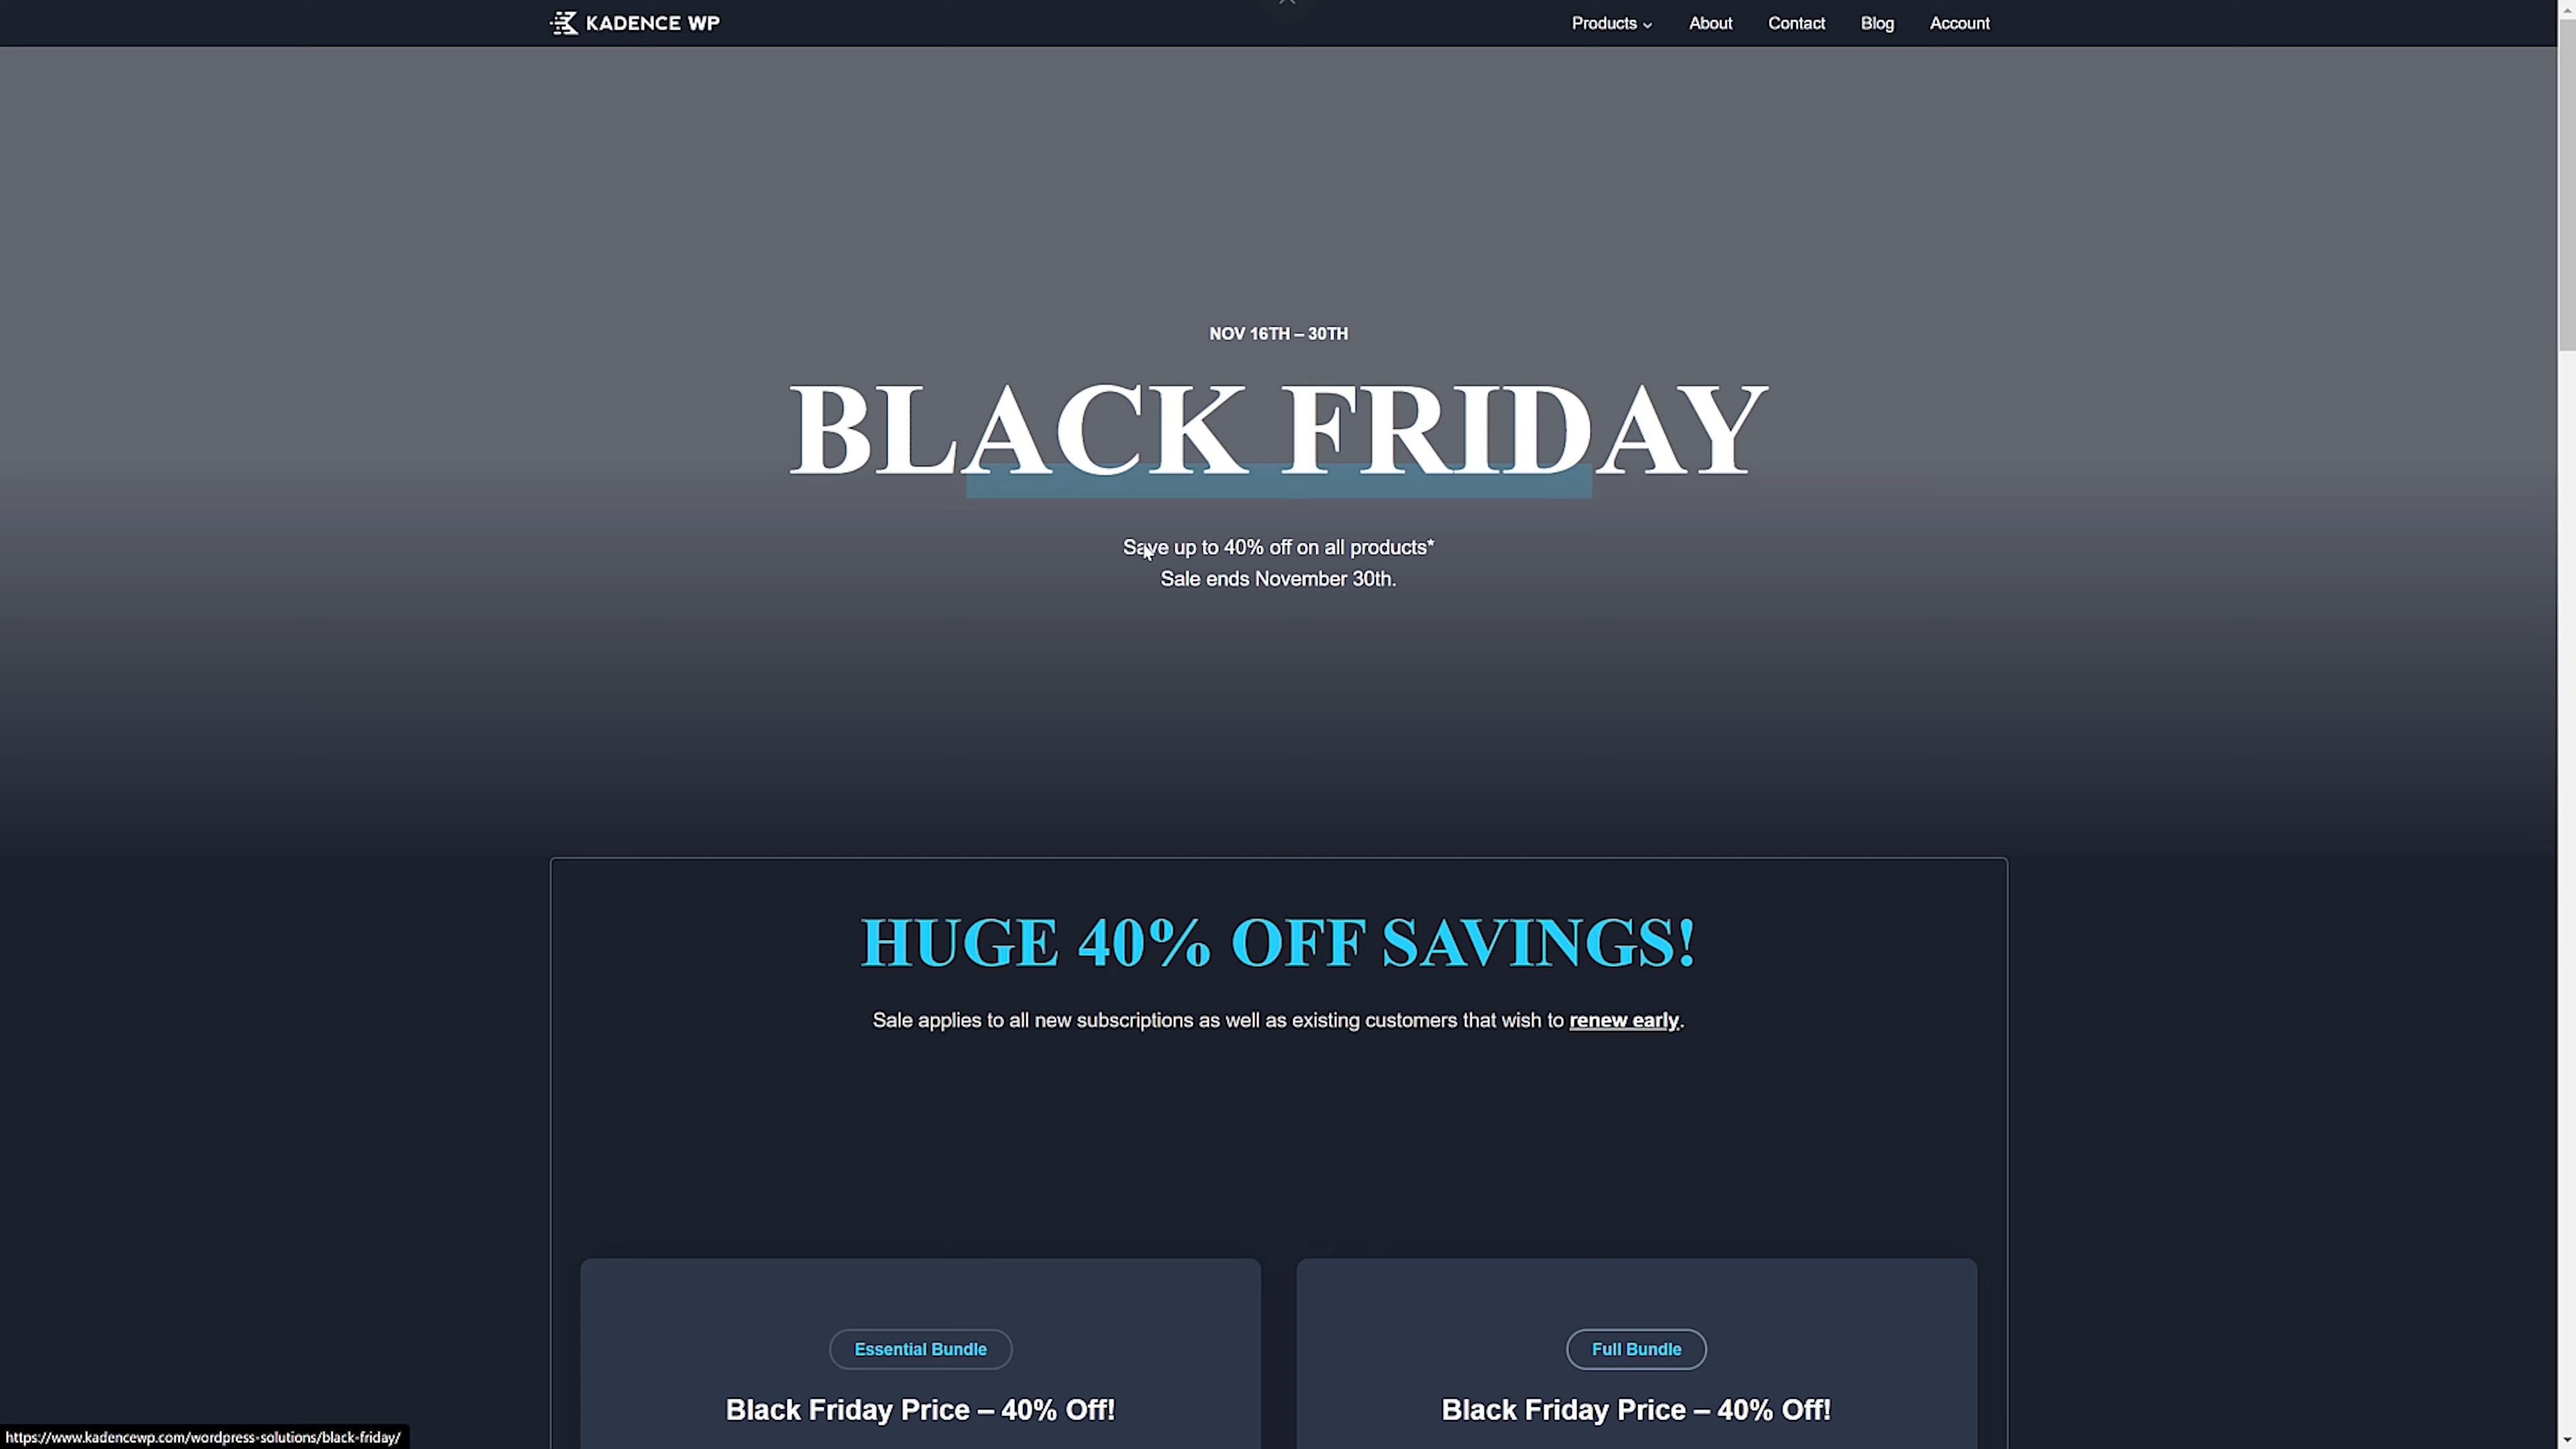 KADENCE WP
Products About Contact Blog Account
NOV 16TH – 30TH
BLACK FRIDAY
Save up to 40% off on all products*
Sale ends November 30th.
HUGE 40% OFF SAVINGS!
Sale applies to all new subscriptions as well as existing customers that wish to renew early.
Essential Bundle
Black Friday Price – 40% Off!
Full Bundle
Black Friday Price – 40% Off!
https://www.kadencewp.com/wordpress-solutions/black-friday/